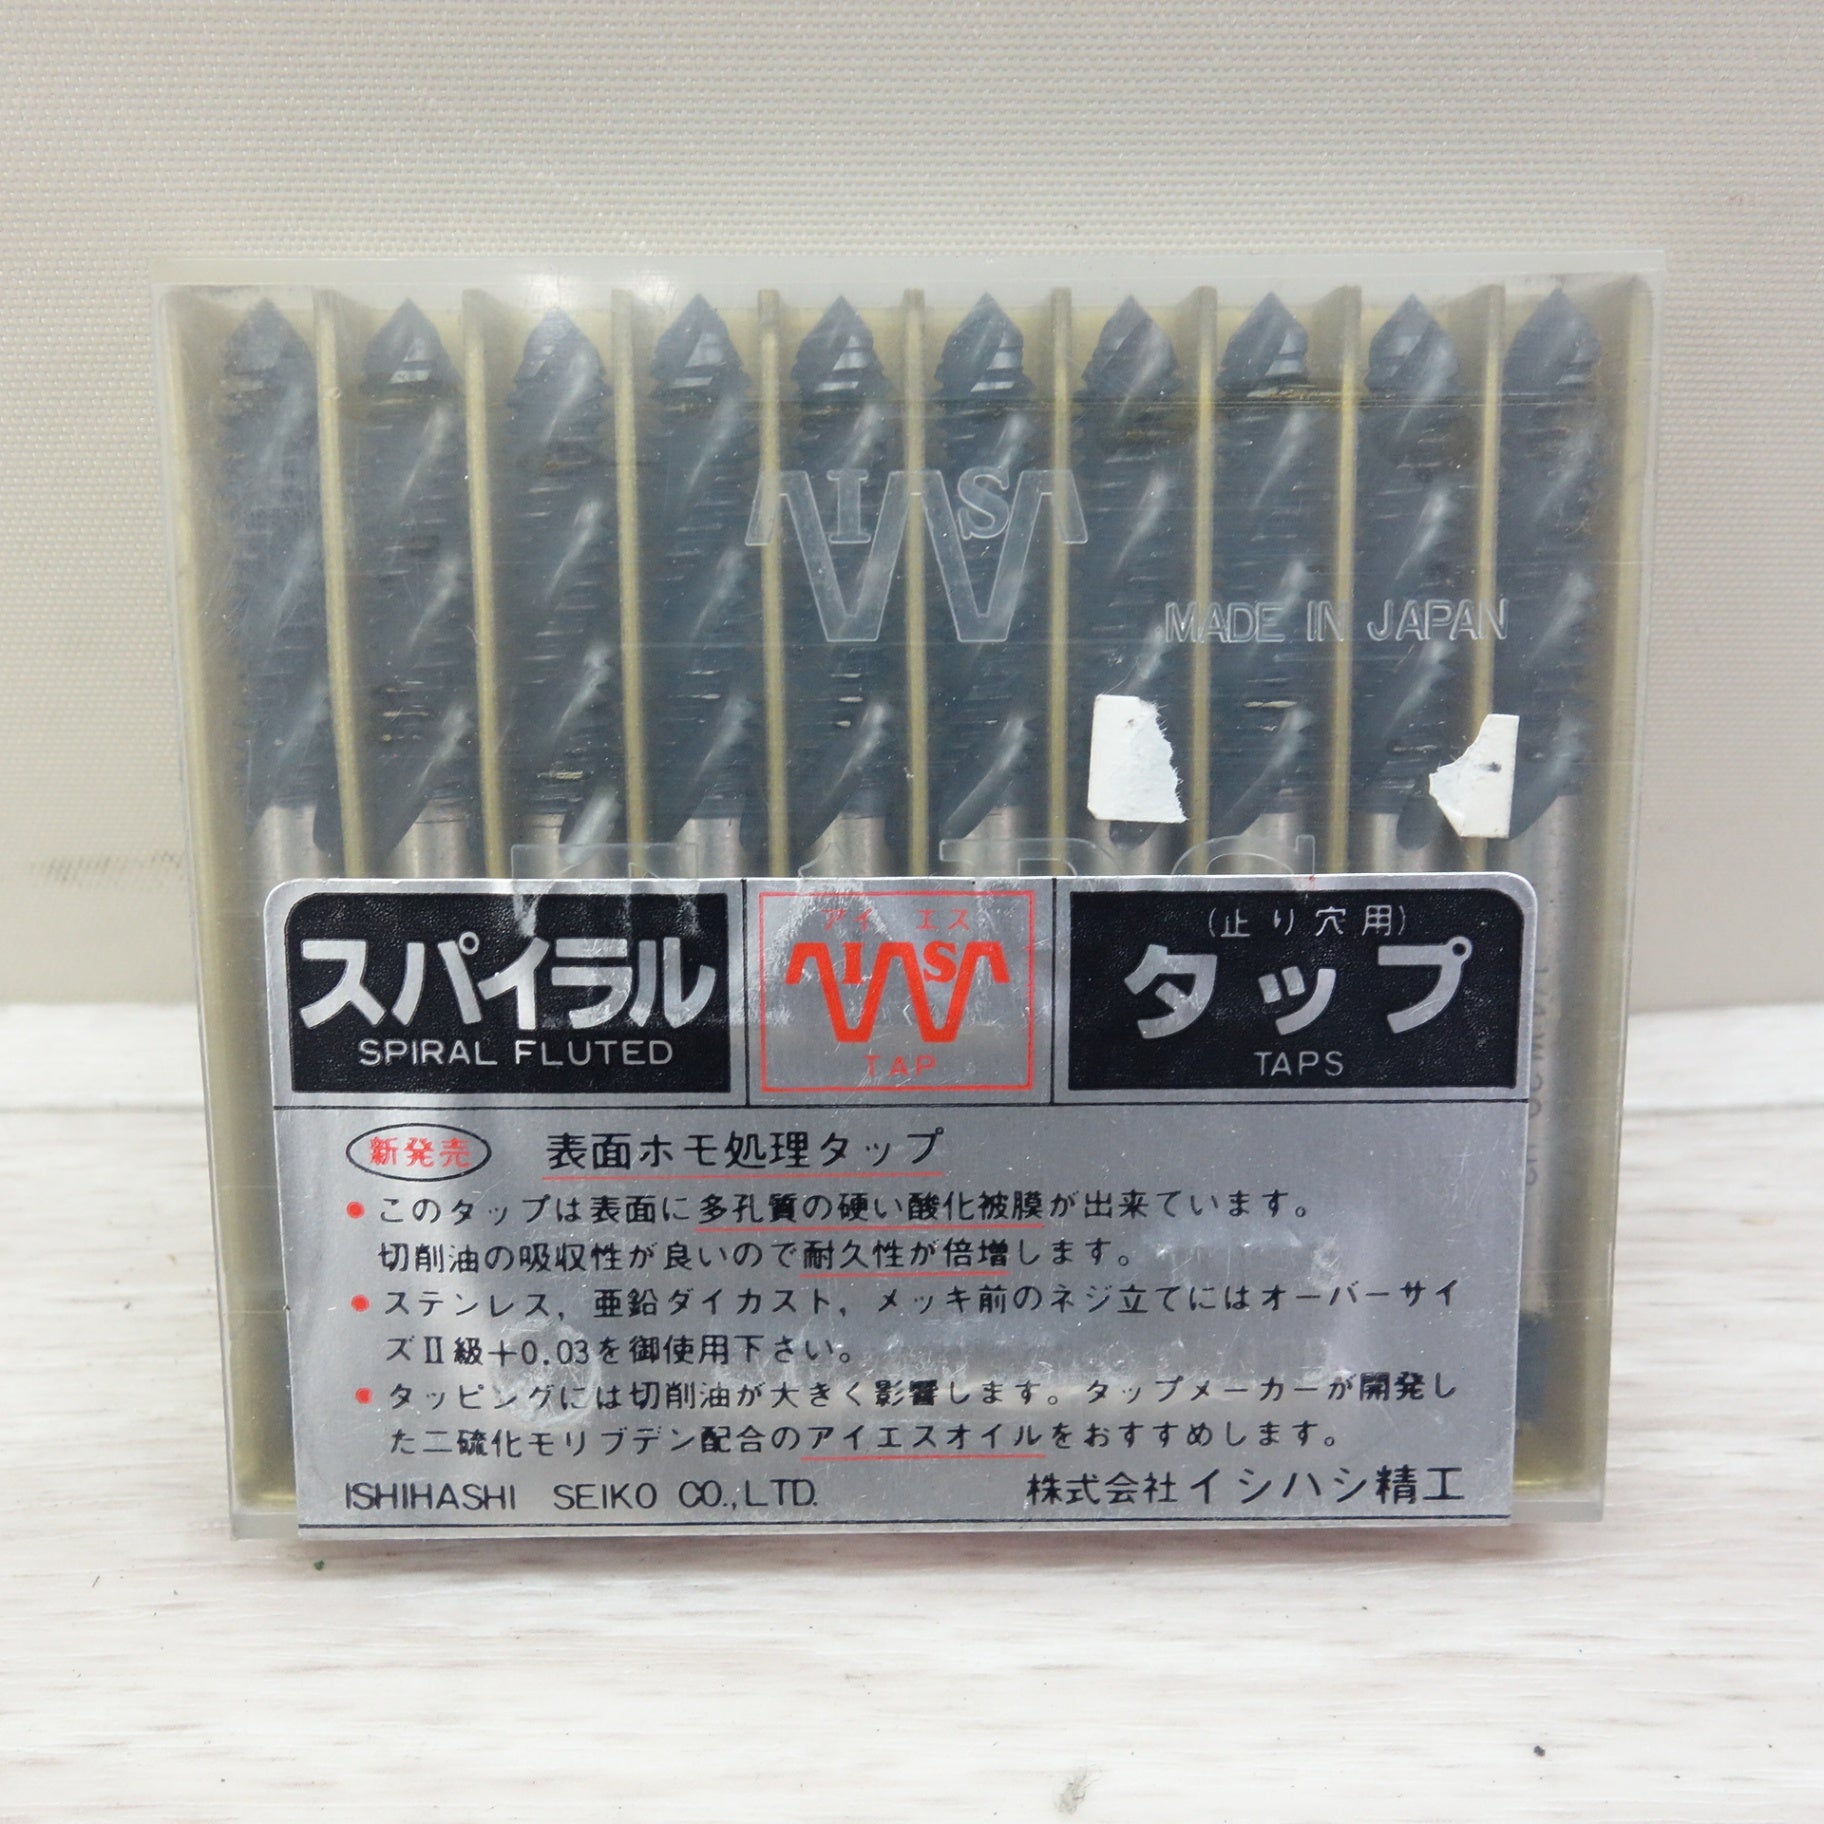 IS
MADE IN JAPAN
TAPS
スパイラル
SPIRAL FLUTED
アイ エス
IS
TAP
(止り穴用)
タップ
TAPS
新発売 表面ホモ処理タップ
• このタップは表面に多孔質の硬い酸化被膜が出来ています。
切削油の吸収性が良いので耐久性が倍増します。
• ステンレス，亜鉛ダイカスト，メッキ前のネジ立てにはオーバーサイ
ズⅡ級+0.03を御使用下さい。
• タッピングには切削油が大きく影響します。タップメーカーが開発し
た二硫化モリブデン配合のアイエスオイルをおすすめします。
ISHIHASHI SEIKO CO.,LTD. 株式会社イシハシ精工